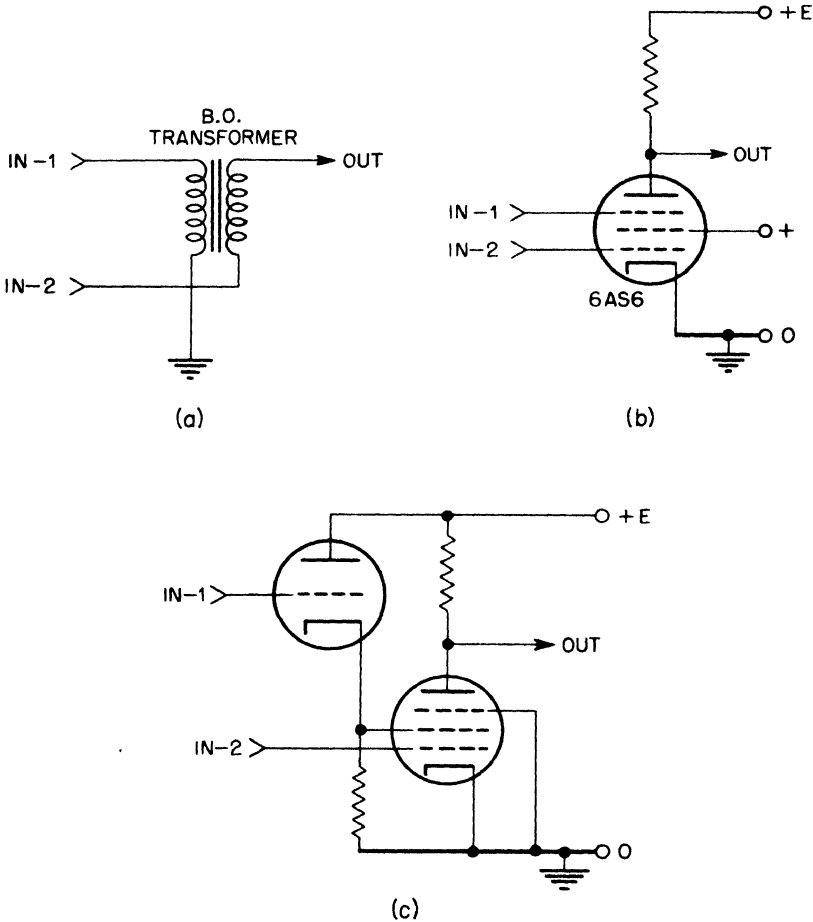 B.O.
TRANSFORMER
IN-1
OUT
IN-2
(a)
+E
OUT
IN-1
+
IN-2
6AS6
0
(b)
+E
IN-1
OUT
IN-2
0
(c)